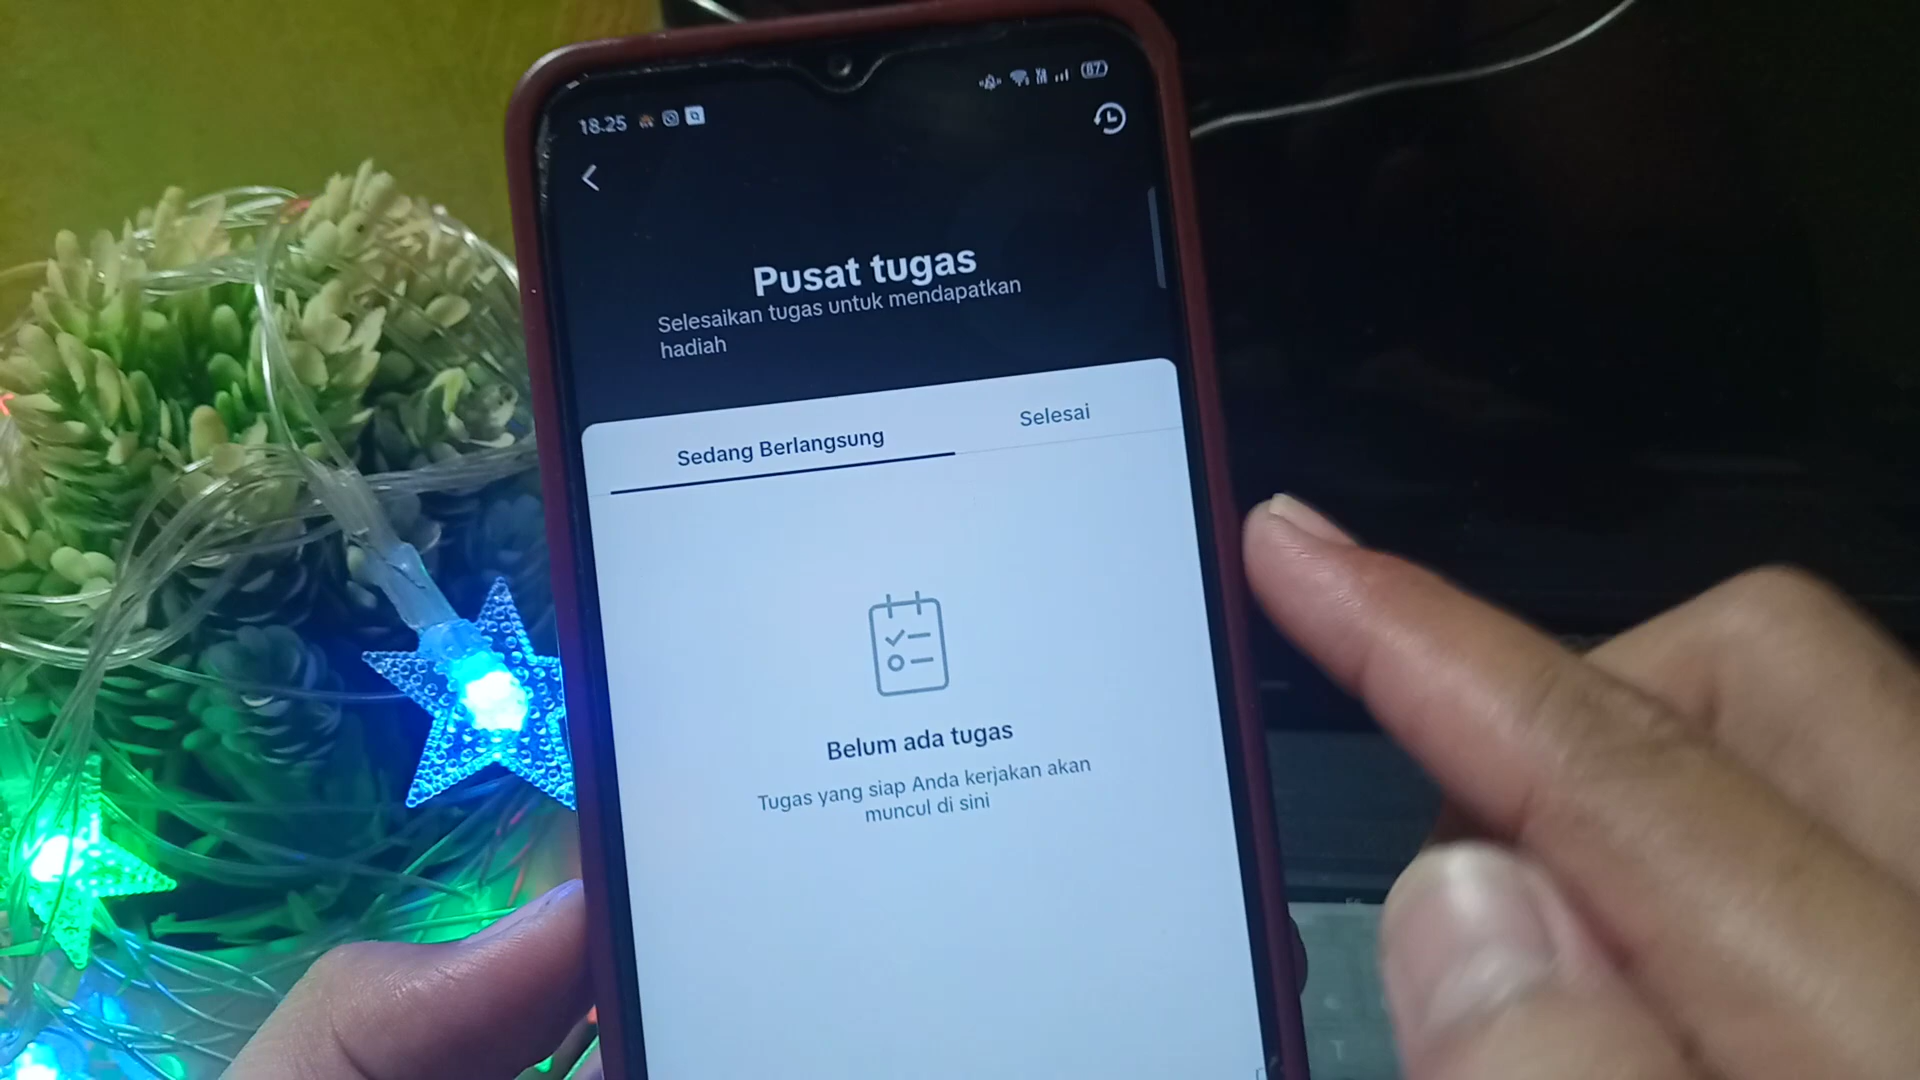 18.25
87
Pusat tugas
Selesaikan tugas untuk mendapatkan
hadiah
Sedang Berlangsung
Selesai
Belum ada tugas
Tugas yang siap Anda kerjakan akan
muncul di sini